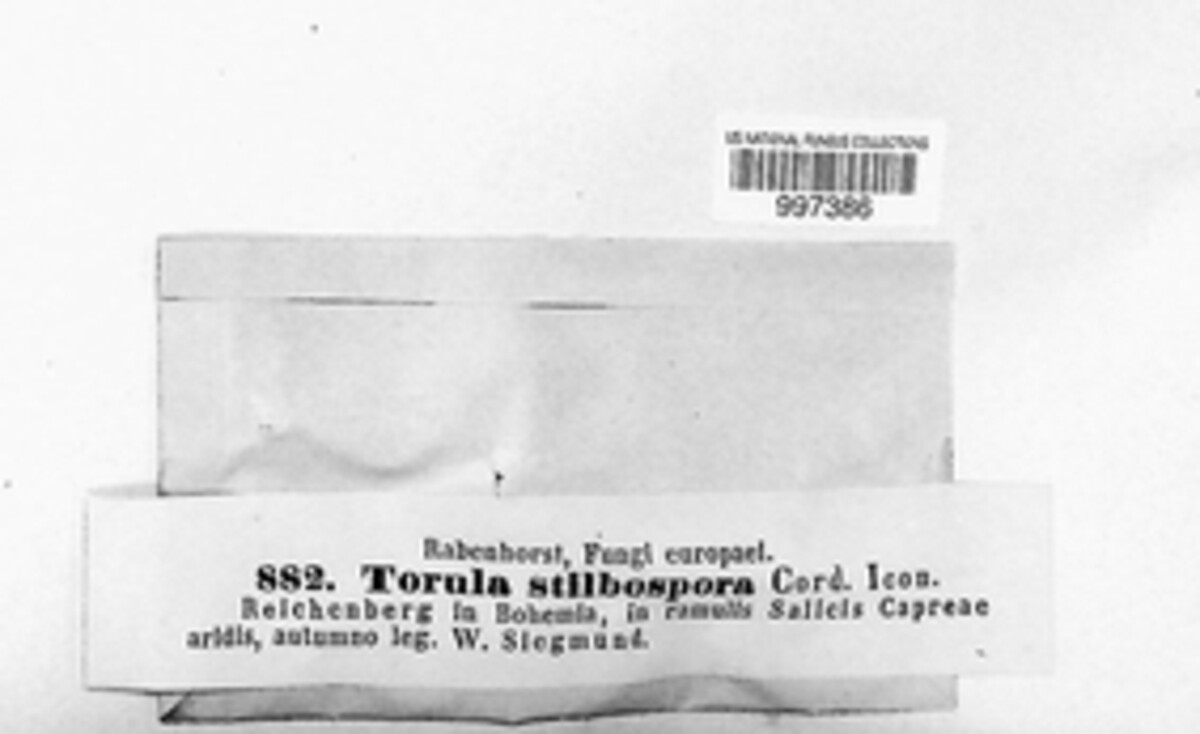 US NATIONAL FUNGUS COLLECTIONS
997386
Rabenhorst, Fungi europaei.
882. Torula stilbospora Cord. Icon.
Reichenberg in Bohemia, in ramulis Salicis Capreae
aridis, autumno leg. W. Siegmund.